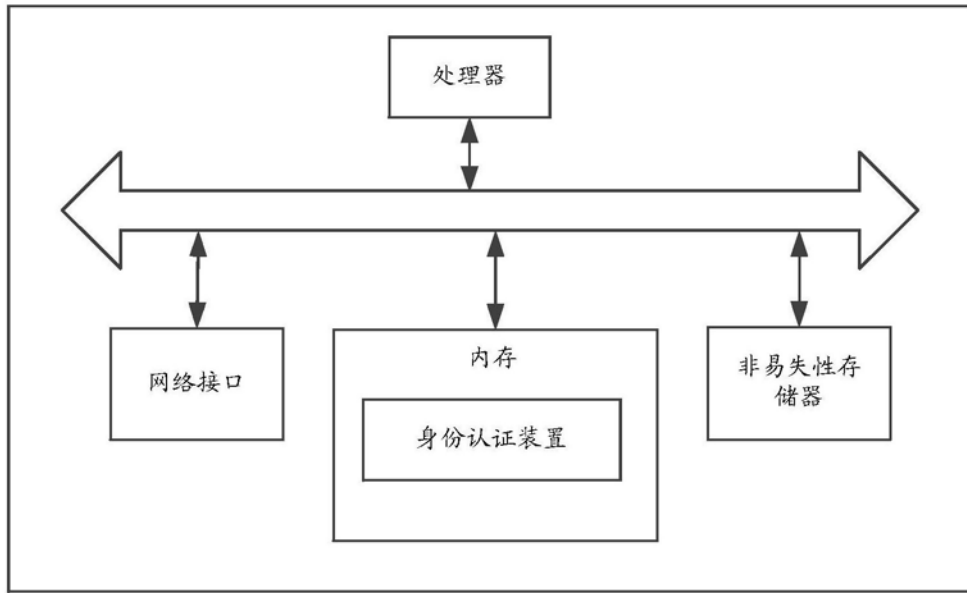 处理器
网络接口
内存
身份认证装置
非易失性存
储器